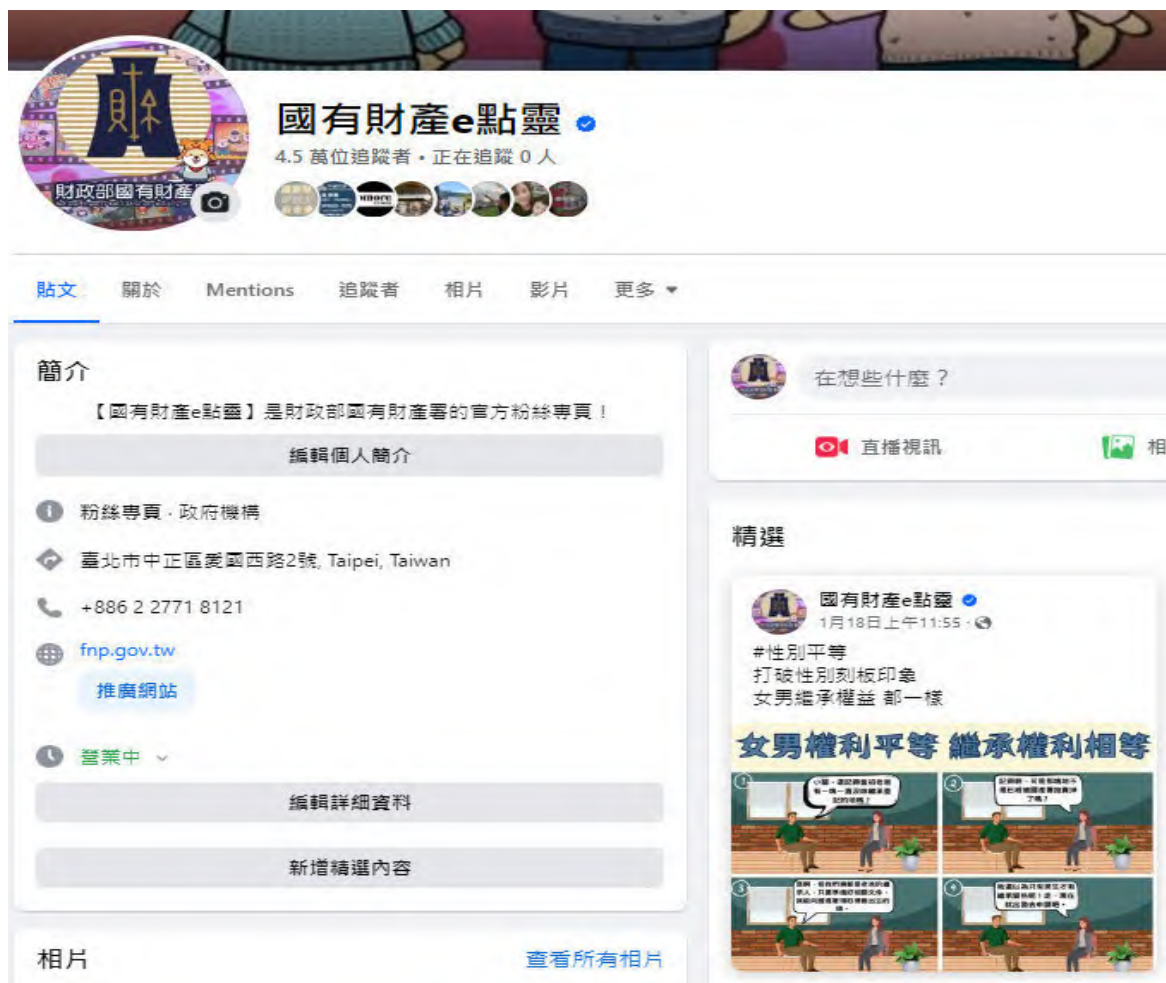 財政部國有財產
國有財產e點靈
4.5 萬位追蹤者・正在追蹤 0 人
貼文 關於 Mentions 追蹤者 相片 影片 更多
簡介
【國有財產e點靈】是財政部國有財產署的官方粉絲專頁！
編輯個人簡介
粉絲專頁 · 政府機構
臺北市中正區愛國西路2號, Taipei, Taiwan
+886 2 2771 8121
fnp.gov.tw
推廣網站
營業中
編輯詳細資料
新增精選內容
相片 查看所有相片
在想些什麼？
直播視訊 相
精選
國有財產e點靈
1月18日上午11:55
#性別平等
打破性別刻板印象
女男繼承權益 都一樣
女男權利平等 繼承權利相等
1
2
3
4